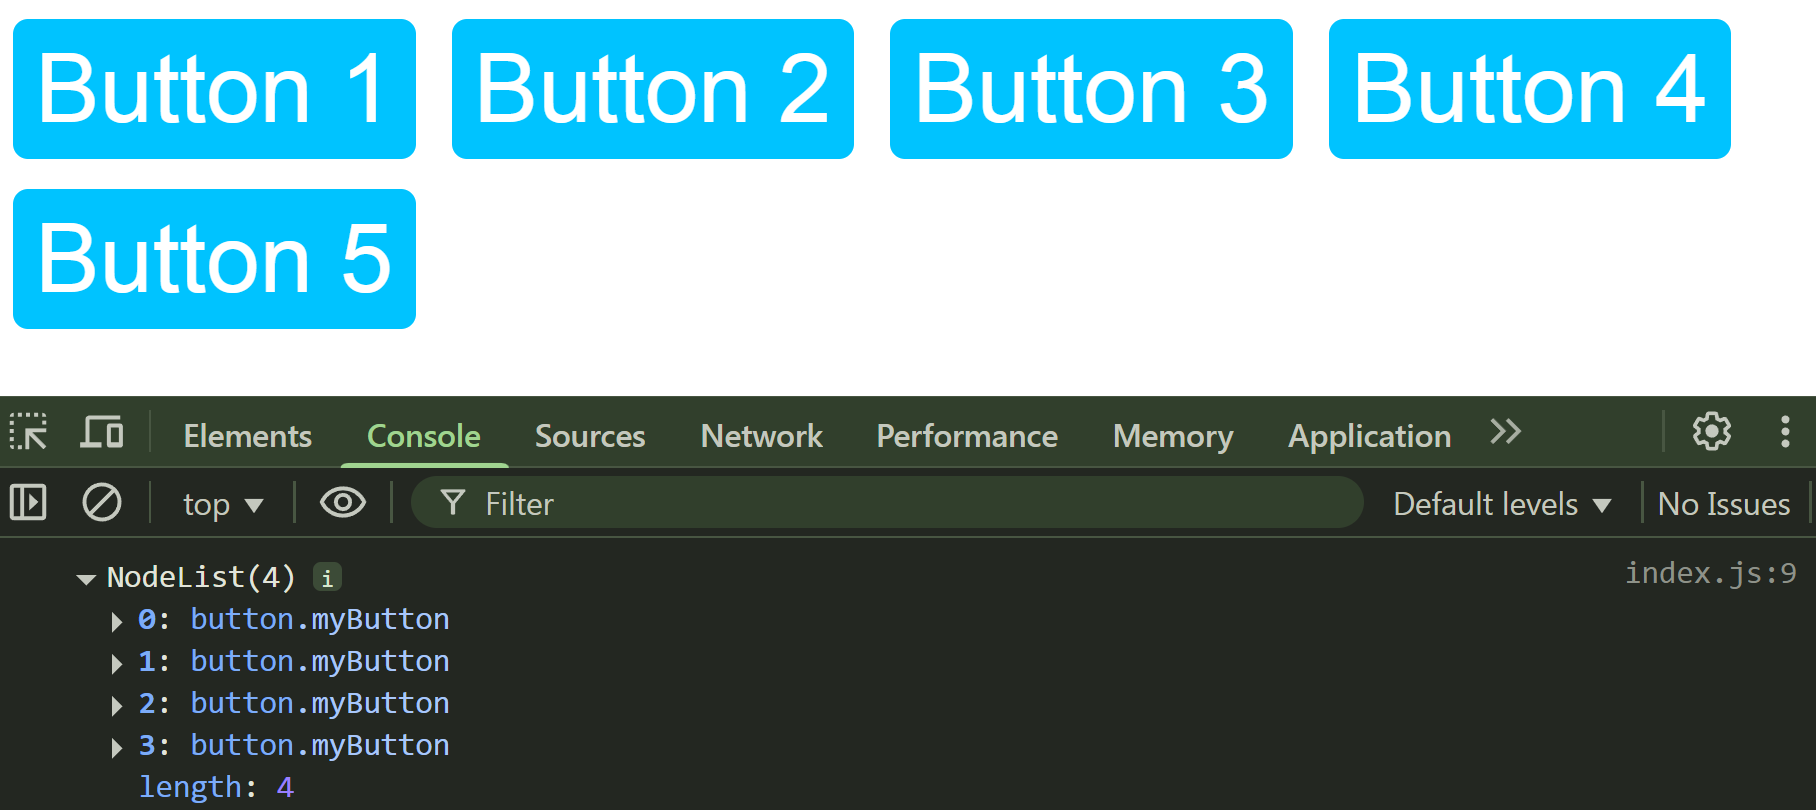 Button 1 Button 2 Button 3 Button 4
Button 5
Elements Console Sources Network Performance Memory Application
top Filter Default levels No Issues
NodeList(4) i index.js:9
0: button.myButton
1: button.myButton
2: button.myButton
3: button.myButton
length: 4